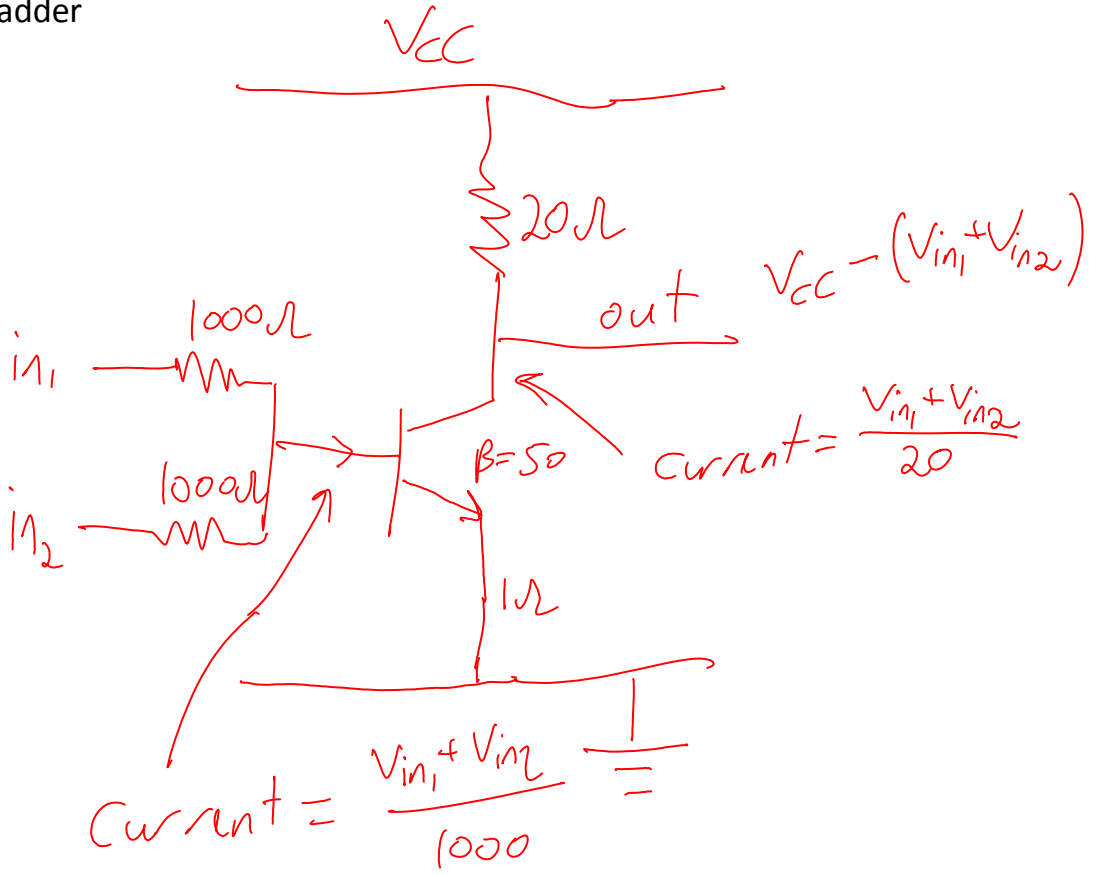 adder
VCC
20Ω
VCC - (Vin1 + Vin2)
out
1000Ω
in1
Current = Vin1 + Vin2 / 20
β=50
1000Ω
in2
1Ω
Current = Vin1 + Vin2 / 1000